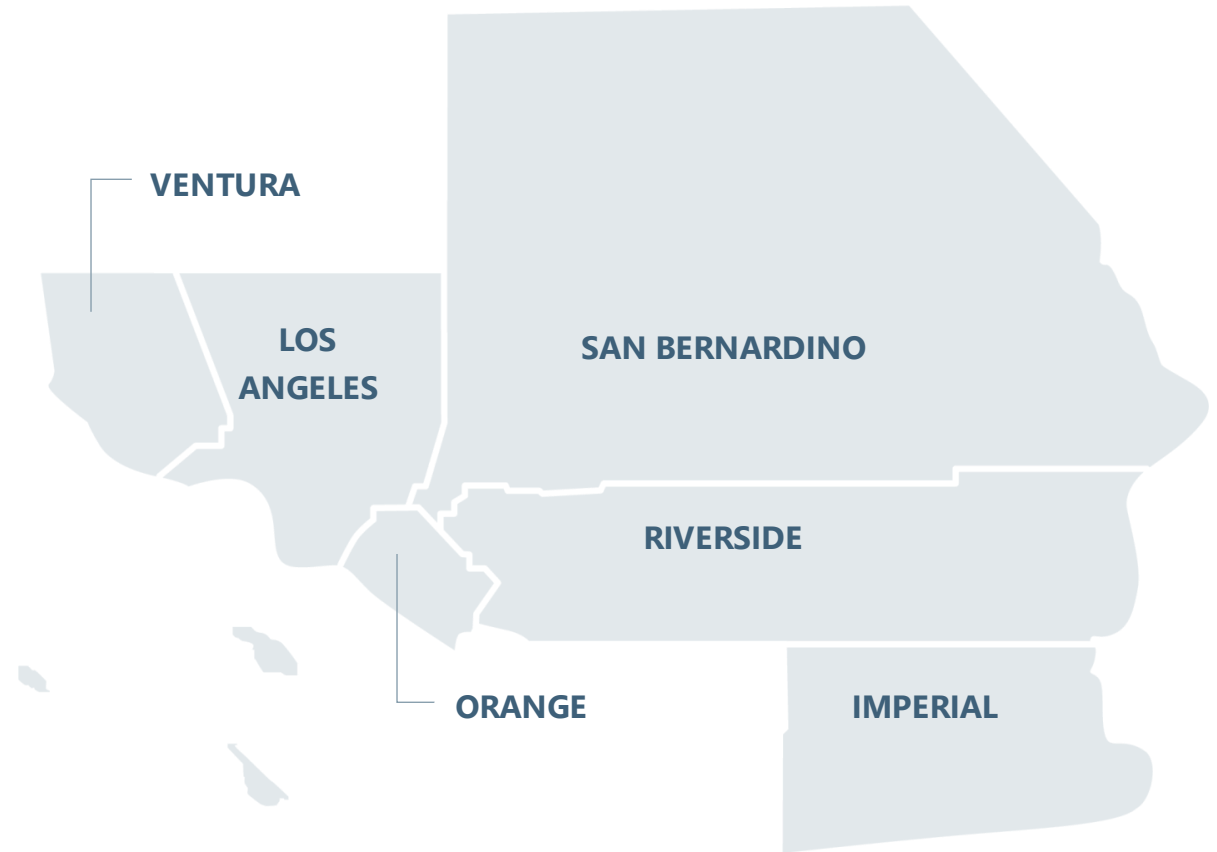 VENTURA
LOS
ANGELES
SAN BERNARDINO
RIVERSIDE
ORANGE
IMPERIAL